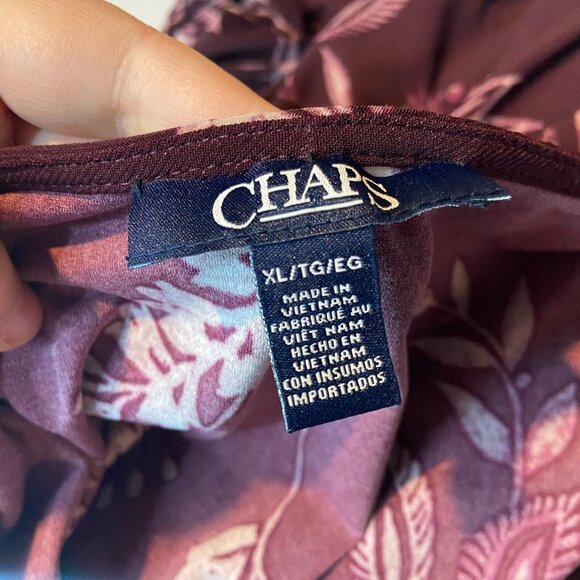 CHAPS
XL/TG/EG
MADE IN
VIETNAM
FABRIQUÉ AU
VIÊT NAM
HECHO EN
VIETNAM
CON INSUMOS
IMPORTADOS